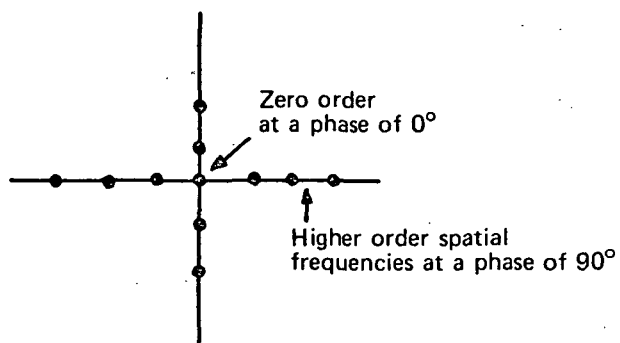 Zero order
at a phase of 0°
Higher order spatial
frequencies at a phase of 90°